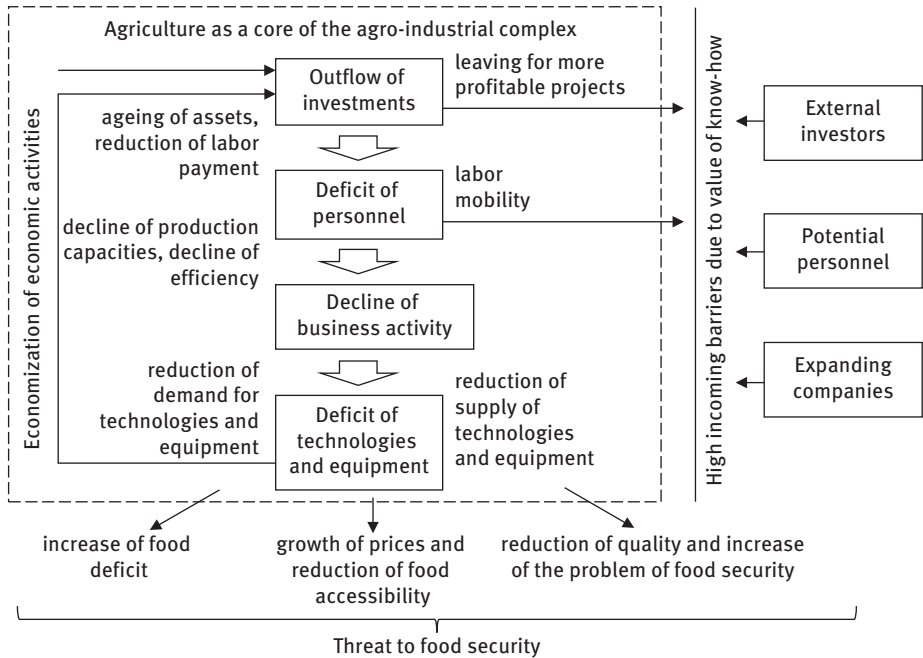 Agriculture as a core of the agro-industrial complex
Economization of economic activities
Outflow of
investments
leaving for more
profitable projects
ageing of assets,
reduction of labor
payment
Deficit of
personnel
labor
mobility
decline of production
capacities, decline of
efficiency
Decline of
business activity
reduction of
demand for
technologies and
equipment
Deficit of
technologies
and equipment
reduction of
supply of
technologies
and equipment
High incoming barriers due to value of know-how
External
investors
Potential
personnel
Expanding
companies
increase of food
deficit
growth of prices and
reduction of food
accessibility
reduction of quality and increase
of the problem of food security
Threat to food security